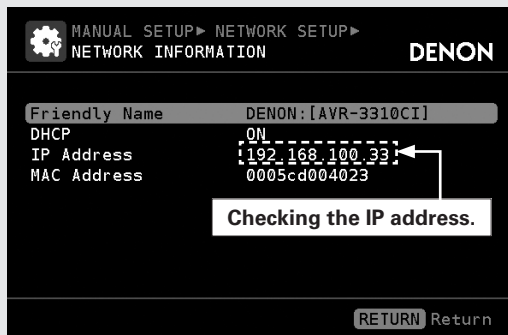 MANUAL SETUP▶ NETWORK SETUP▶
NETWORK INFORMATION
DENON
Friendly Name DENON:[AVR-3310CI]
DHCP ON
IP Address 192.168.100.33
MAC Address 0005cd004023
Checking the IP address.
RETURN Return